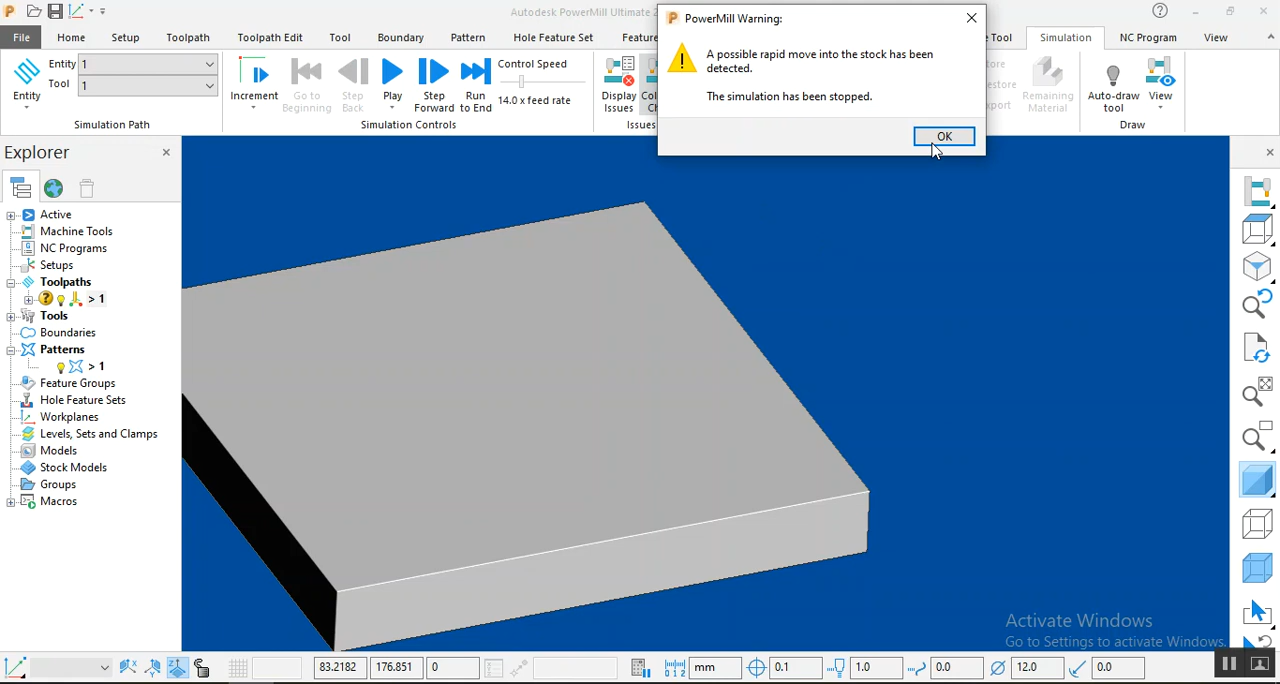 Autodesk PowerMill Ultimate 2
PowerMill Warning:
File Home Setup Toolpath Toolpath Edit Tool Boundary Pattern Hole Feature Set Feature e Tool Simulation NC Program View
A possible rapid move into the stock has been
detected.
The simulation has been stopped.
OK
Entity 1
Tool 1
Entity
Simulation Path
Increment
Go to
Beginning
Step
Back
Play
Step
Forward
Run
to End
Control Speed
14.0 x feed rate
Simulation Controls
Display
Issues
Col
Ch
Issues
ore
estore
xport
Remaining
Material
Auto-draw
tool
View
Draw
Explorer
Active
Machine Tools
NC Programs
Setups
Toolpaths
> 1
Tools
Boundaries
Patterns
> 1
Feature Groups
Hole Feature Sets
Workplanes
Levels, Sets and Clamps
Models
Stock Models
Groups
Macros
Activate Windows
Go to Settings to activate Windows.
83.2182 176.851 0 mm 0.1 1.0 0.0 12.0 0.0